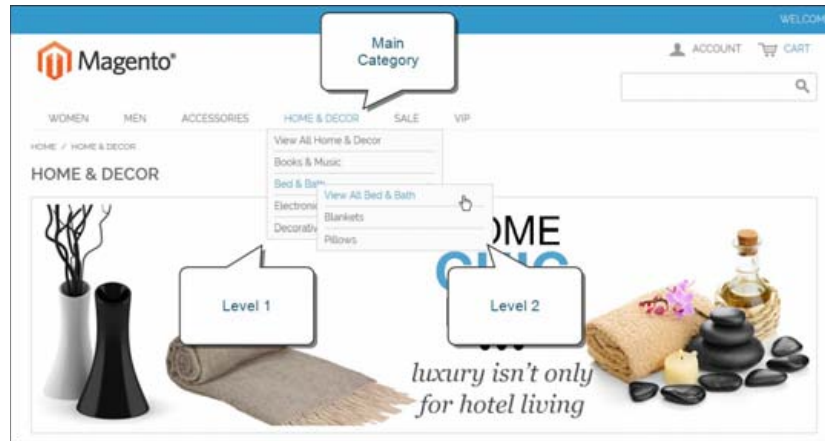 WELCOM
Magento®
Main
Category
ACCOUNT
CART
WOMEN
MEN
ACCESSORIES
HOME & DECOR
SALE
VIP
View All Home & Decor
HOME / HOME & DECOR
Books & Music
HOME & DECOR
Bed & Bath
View All Bed & Bath
Electronic
Blankets
Decorativ
Pillows
OME
Level 1
Level 2
luxury isn't only
for hotel living